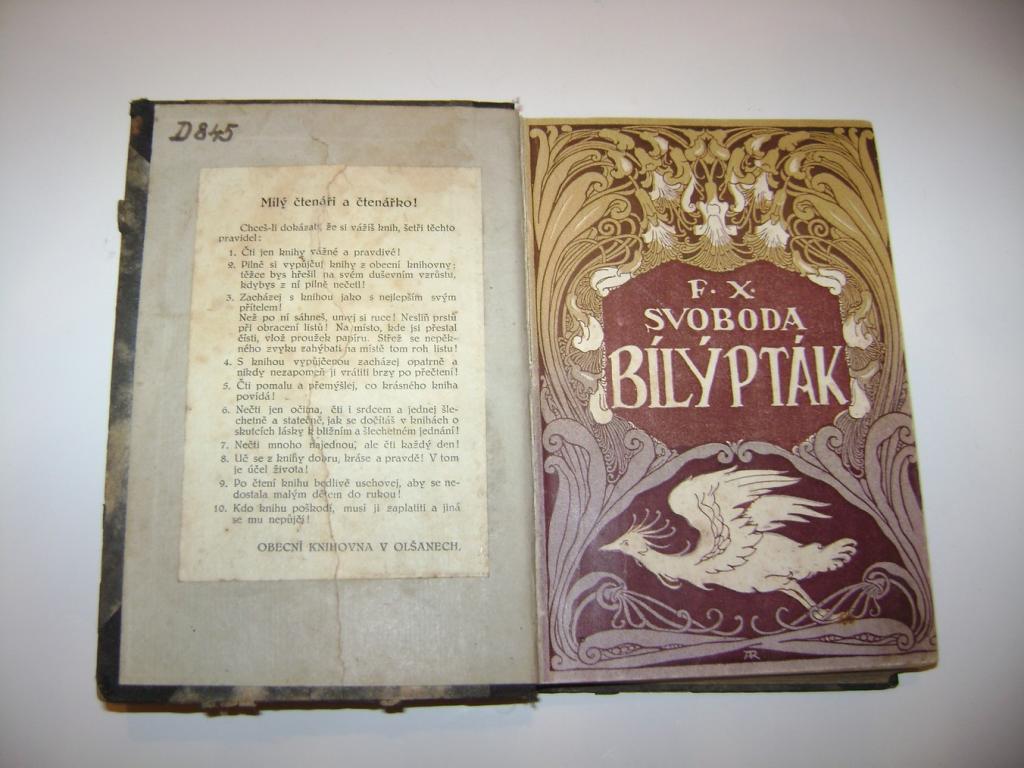 D 845
Milý čtenáři a čtenářko!
Chceš-li dokázati, že si vážíš knih, šetři těchto
pravidel:
1. Čti jen knihy vážné a pravdivé!
2. Pilně si vypůjčuj knihy z obecní knihovny;
těžce bys hřešil na svém duševním vzrůstu,
kdybys z ní pilně nečetl!
3. Zacházej s knihou jako s nejlepším svým
přítelem!
Než po ní sáhneš, umyj si ruce! Nesliň prstů
při obracení listů! Na místo, kde jsi přestal
čísti, vlož proužek papíru. Střež se nepěk-
ného zvyku zahýbati na místě tom roh listu!
4. S knihou vypůjčenou zacházej opatrně a
nikdy nezapomeň ji vrátiti brzy po přečtení!
5. Čti pomalu a přemýšlej, co krásného kniha
povídá!
6. Nečti jen očima, čti i srdcem a jednej šle-
chetně a statečně, jak se dočítáš v knihách o
skutcích lásky k bližním a šlechetném jednání!
7. Nečti mnoho najednou, ale čti každý den!
8. Uč se z knihy dobru, kráse a pravdě! V tom
je účel života!
9. Po čtení knihu bedlivě uschovej, aby se ne-
dostala malým dětem do rukou!
10. Kdo knihu poškodí, musí ji zaplatiti a jiná
se mu nepůjčí!
OBECNÍ KNIHOVNA V OLŠANECH.
F. X.
SVOBODA
BÍLÝ PTÁK
AR